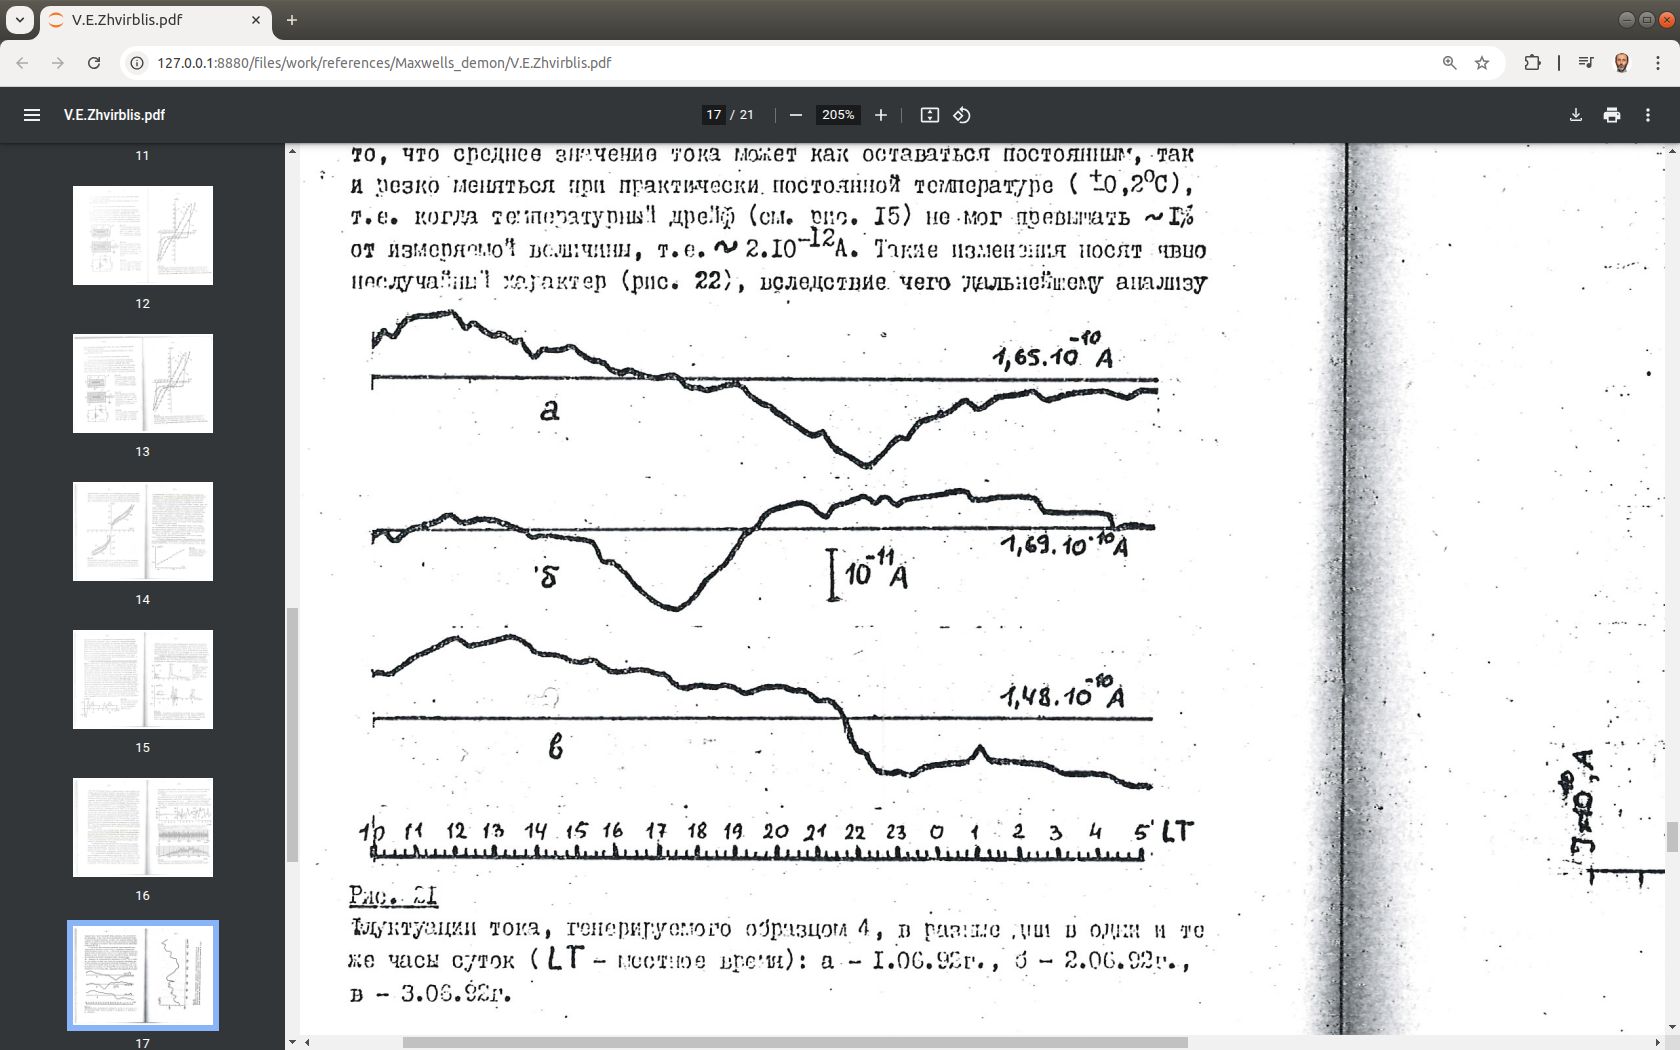 V.E.Zhvirblis.pdf
127.0.0.1:8880/files/work/references/Maxwells_demon/V.E.Zhvirblis.pdf
V.E.Zhvirblis.pdf
17 / 21
205%
11
12
13
14
15
16
17
то, что среднее значение тока может как оставаться постоянным, так
и резко меняться при практически постоянной температуре ( ±0,2°C),
т.е. когда температурный дрейф (см. рис. I5) не мог превышать ~I%
от измеряемой величины, т.е. ~ 2.I0⁻¹²А. Такие изменения носят явно
неслучайный характер (рис. 22), вследствие чего дальнейшему анализу
1,65.10⁻¹⁰ A
а
1,69.10⁻¹⁰A
б
10⁻¹¹ A
1,48.10⁻¹⁰ A
в
10 11 12 13 14 15 16 17 18 19 20 21 22 23 0 1 2 3 4 5 LT
Рис. 2I
Флуктуации тока, генерируемого образцом 4, в разные дни в одни и те
же часы суток (LT – местное время): а – I.06.92г., б – 2.06.92г.,
в – 3.06.92г.